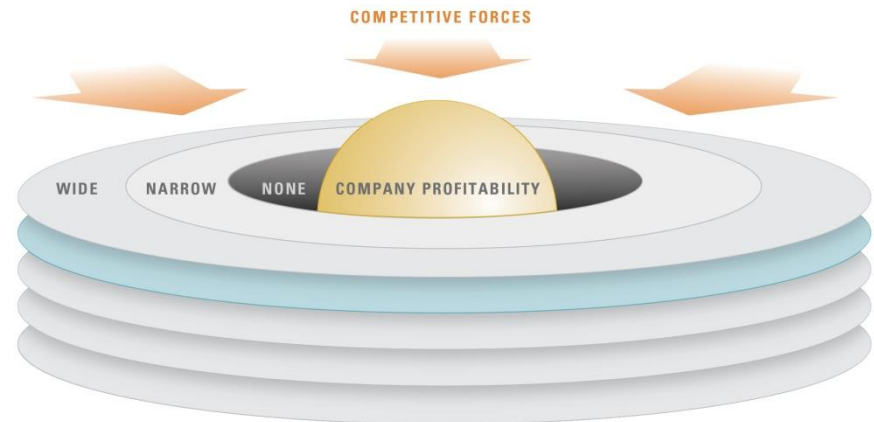 COMPETITIVE FORCES
WIDE NARROW NONE COMPANY PROFITABILITY